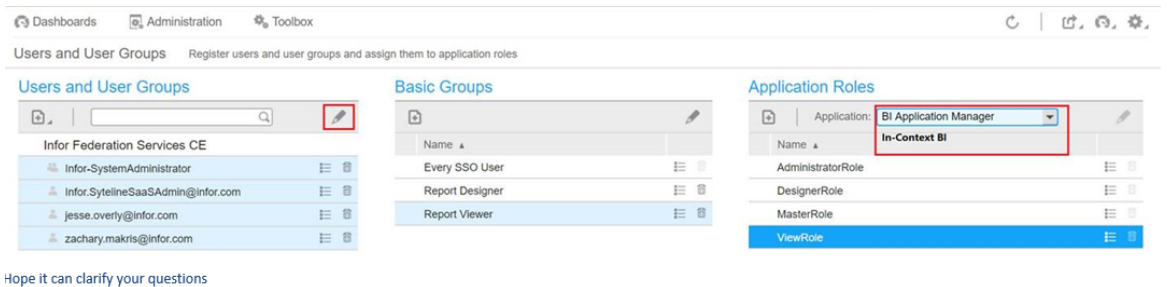 Dashboards Administration Toolbox
Users and User Groups Register users and user groups and assign them to application roles
Users and User Groups
Infor Federation Services CE
Infor-SystemAdministrator
Infor.SytelineSaaSAdmin@infor.com
jesse.overly@infor.com
zachary.makris@infor.com
Basic Groups
Name
Every SSO User
Report Designer
Report Viewer
Application Roles
Application: BI Application Manager
In-Context BI
Name
AdministratorRole
DesignerRole
MasterRole
ViewRole
Hope it can clarify your questions